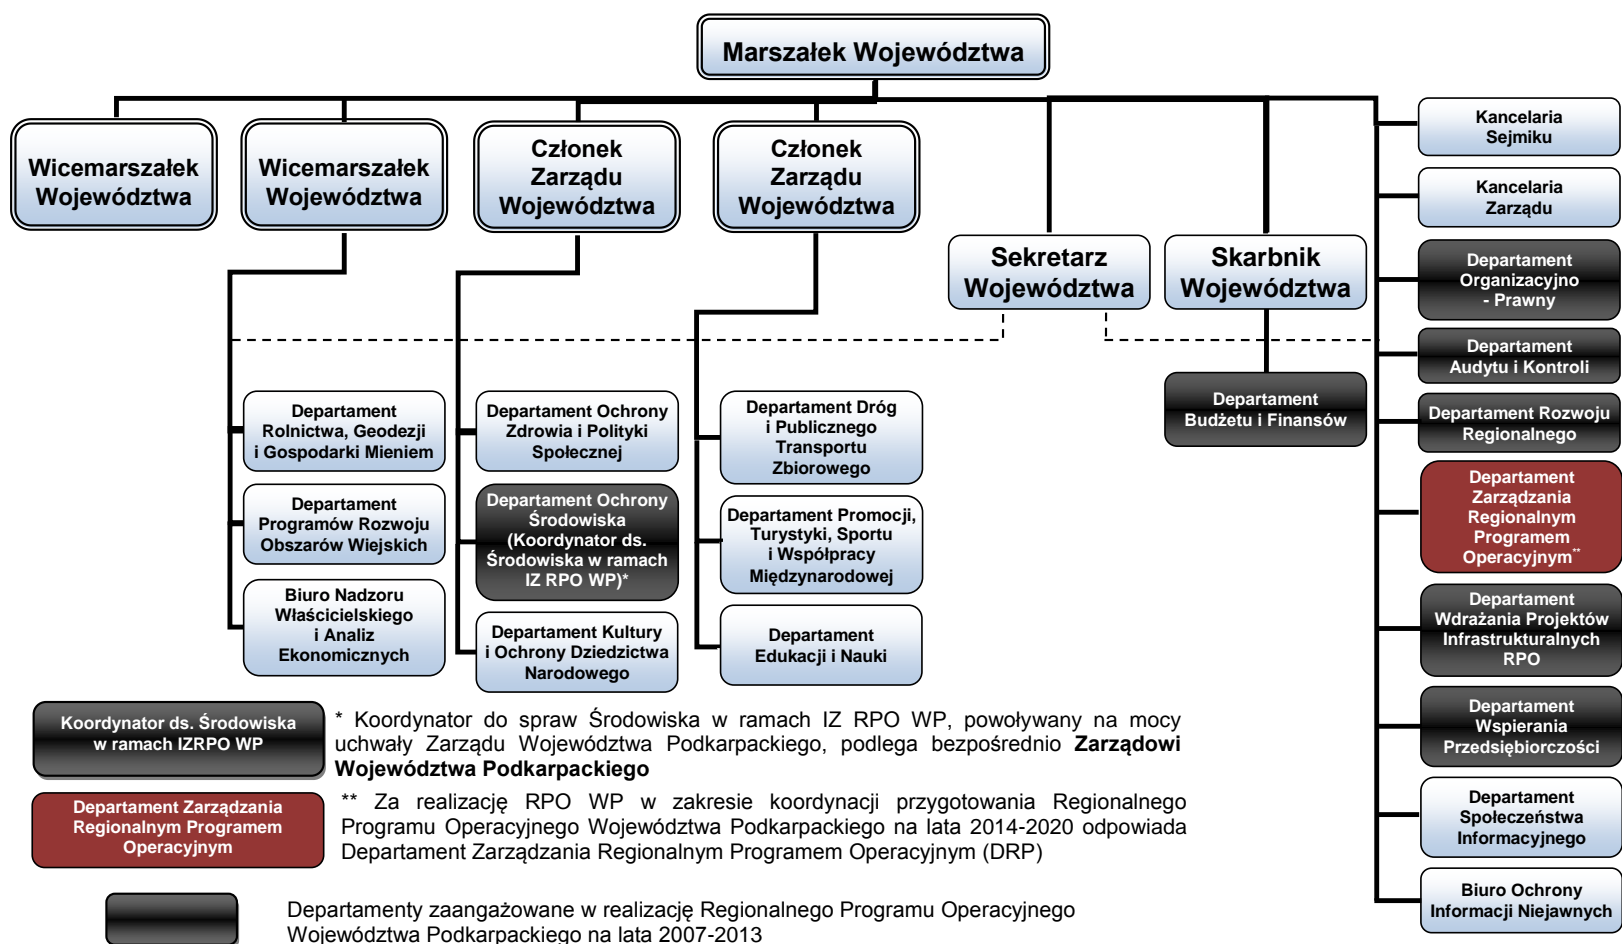 Marszałek Województwa
Wicemarszałek
Województwa
Wicemarszałek
Województwa
Członek
Zarządu
Województwa
Członek
Zarządu
Województwa
Sekretarz
Województwa
Skarbnik
Województwa
Kancelaria
Sejmiku
Kancelaria
Zarządu
Departament
Organizacyjno
- Prawny
Departament
Audytu i Kontroli
Departament Rozwoju
Regionalnego
Departament
Zarządzania
Regionalnym
Programem
Operacyjnym**
Departament
Wdrażania Projektów
Infrastrukturalnych
RPO
Departament
Wspierania
Przedsiębiorczości
Departament
Społeczeństwa
Informacyjnego
Biuro Ochrony
Informacji Niejawnych
Departament
Budżetu i Finansów
Departament
Rolnictwa, Geodezji
i Gospodarki Mieniem
Departament
Programów Rozwoju
Obszarów Wiejskich
Biuro Nadzoru
Właścicielskiego
i Analiz
Ekonomicznych
Departament Ochrony
Zdrowia i Polityki
Społecznej
Departament Ochrony
Środowiska
(Koordynator ds.
Środowiska w ramach
IZ RPO WP)*
Departament Kultury
i Ochrony Dziedzictwa
Narodowego
Departament Dróg
i Publicznego
Transportu
Zbiorowego
Departament Promocji,
Turystyki, Sportu
i Współpracy
Międzynarodowej
Departament
Edukacji i Nauki
Koordynator ds. Środowiska
w ramach IZRPO WP
* Koordynator do spraw Środowiska w ramach IZ RPO WP, powoływany na mocy
uchwały Zarządu Województwa Podkarpackiego, podlega bezpośrednio Zarządowi
Województwa Podkarpackiego
Departament Zarządzania
Regionalnym Programem
Operacyjnym
** Za realizację RPO WP w zakresie koordynacji przygotowania Regionalnego
Programu Operacyjnego Województwa Podkarpackiego na lata 2014-2020 odpowiada
Departament Zarządzania Regionalnym Programem Operacyjnym (DRP)
Departamenty zaangażowane w realizację Regionalnego Programu Operacyjnego
Województwa Podkarpackiego na lata 2007-2013